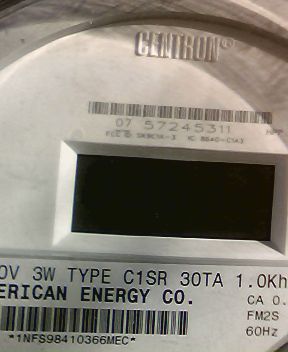 CENTRON®
07 57245311
0V 3W TYPE C1SR 30TA 1.0Kh
ERICAN ENERGY CO.
CA 0.
FM2S
60Hz
*1NFS98410366MEC*